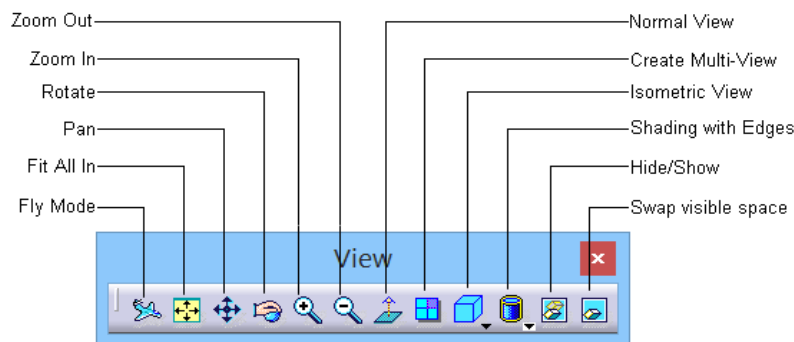 Zoom Out
Normal View
Zoom In
Create Multi-View
Rotate
Isometric View
Pan
Shading with Edges
Fit All In
Hide/Show
Fly Mode
Swap visible space
View